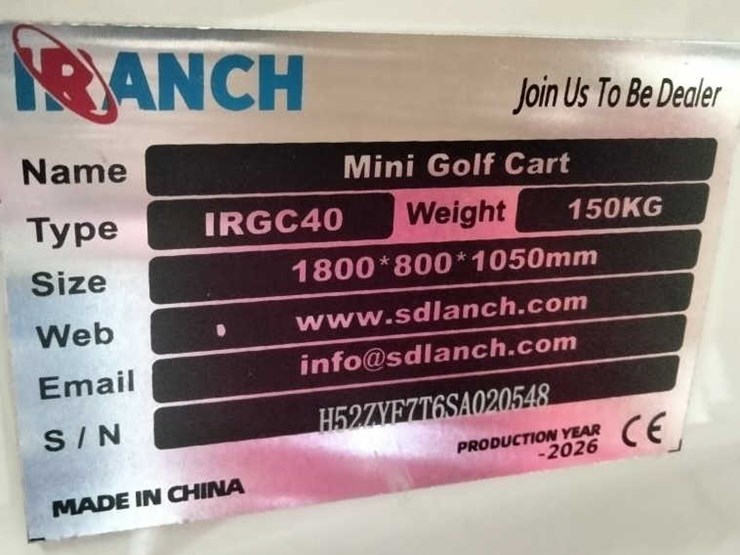 IRANCH
Join Us To Be Dealer
Name Mini Golf Cart
Type IRGC40 Weight 150KG
Size 1800*800*1050mm
Web www.sdlanch.com
Email info@sdlanch.com
S / N H527YF7T6SA020548
PRODUCTION YEAR
-2026
CE
MADE IN CHINA